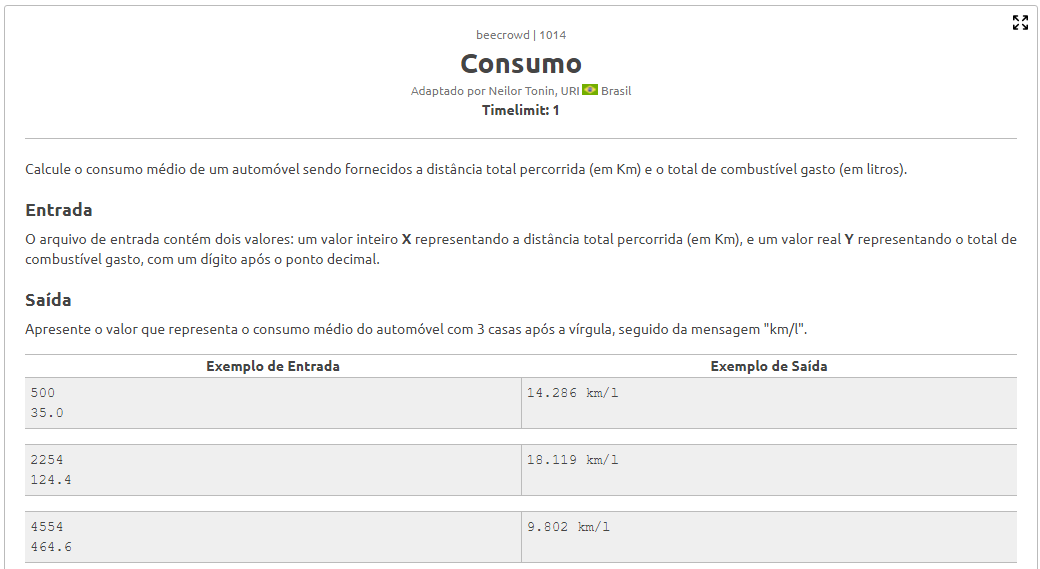 beecrowd | 1014
Consumo
Adaptado por Neilor Tonin, URI Brasil
Timelimit: 1
Calcule o consumo médio de um automóvel sendo fornecidos a distância total percorrida (em Km) e o total de combustível gasto (em litros).
Entrada
O arquivo de entrada contém dois valores: um valor inteiro X representando a distância total percorrida (em Km), e um valor real Y representando o total de
combustível gasto, com um dígito após o ponto decimal.
Saída
Apresente o valor que representa o consumo médio do automóvel com 3 casas após a vírgula, seguido da mensagem "km/l".
Exemplo de Entrada Exemplo de Saída
500 14.286 km/l
35.0
2254 18.119 km/l
124.4
4554 9.802 km/l
464.6